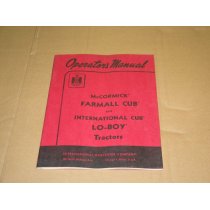 Operators Manual
McCORMICK
FARMALL CUB
AND
INTERNATIONAL CUB
LO-BOY
Tractors
INTERNATIONAL HARVESTER COMPANY